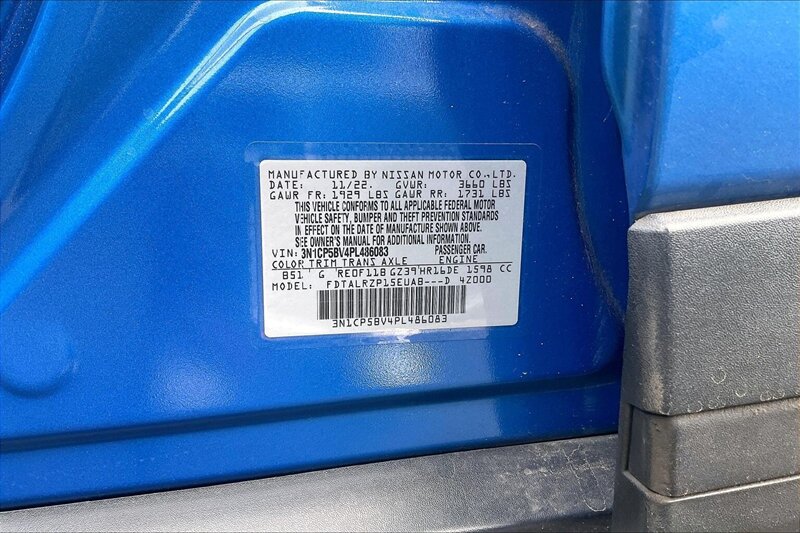 MANUFACTURED BY NISSAN MOTOR CO.,LTD.
DATE: 11/22. GVWR: 3660 LBS
GAWR FR: 1929 LBS GAWR RR: 1731 LBS
THIS VEHICLE CONFORMS TO ALL APPLICABLE FEDERAL MOTOR
VEHICLE SAFETY, BUMPER AND THEFT PREVENTION STANDARDS
IN EFFECT ON THE DATE OF MANUFACTURE SHOWN ABOVE.
SEE OWNER'S MANUAL FOR ADDITIONAL INFORMATION.
VIN: 3N1CP5BV4PL486083 PASSENGER CAR.
COLOR TRIM TRANS AXLE ENGINE
B51 G RE0F11B GZ39 HR16DE 1598 CC
MODEL: FDTALRZP15EUAB---D 42000
3N1CP5BV4PL486083